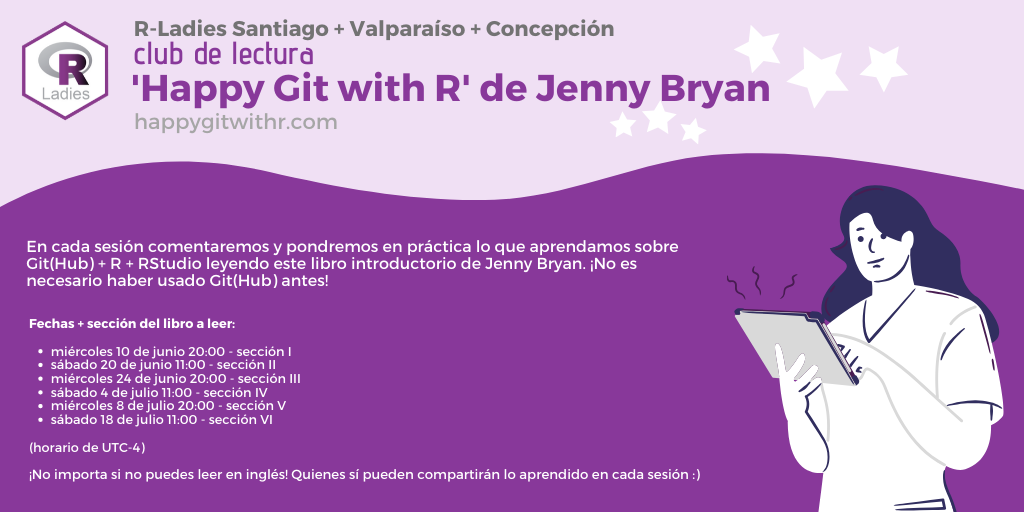 R
Ladies
R-Ladies Santiago + Valparaíso + Concepción
club de lectura
'Happy Git with R' de Jenny Bryan
happygitwithr.com
En cada sesión comentaremos y pondremos en práctica lo que aprendamos sobre
Git(Hub) + R + RStudio leyendo este libro introductorio de Jenny Bryan. ¡No es
necesario haber usado Git(Hub) antes!
Fechas + sección del libro a leer:
• miércoles 10 de junio 20:00 - sección I
• sábado 20 de junio 11:00 - sección II
• miércoles 24 de junio 20:00 - sección III
• sábado 4 de julio 11:00 - sección IV
• miércoles 8 de julio 20:00 - sección V
• sábado 18 de julio 11:00 - sección VI
(horario de UTC-4)
¡No importa si no puedes leer en inglés! Quienes sí pueden compartirán lo aprendido en cada sesión :)